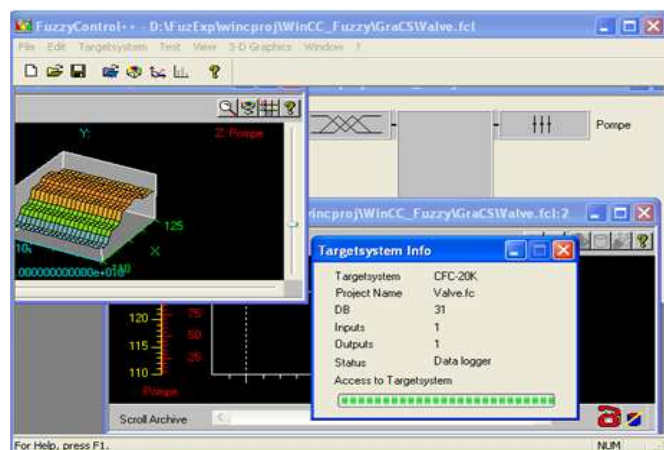 FuzzyControl++ - D:\FuzExp\wincproj\WinCC_Fuzzy\GraCS\Valve.fcl
File Edit Targetsystem Test View 3-D Graphics Window ?
Y:
Z: Pompe
125
X
110
Pompe
incproj\WinCC_Fuzzy\GraCS\Valve.fcl:2
Targetsystem Info
Targetsystem CFC-20K
Project Name Valve.fc
DB 31
Inputs 1
Outputs 1
Status Data logger
Access to Targetsystem
120 75
115 50
110 25
Pompe
Scroll Archive
For Help, press F1.
NUM